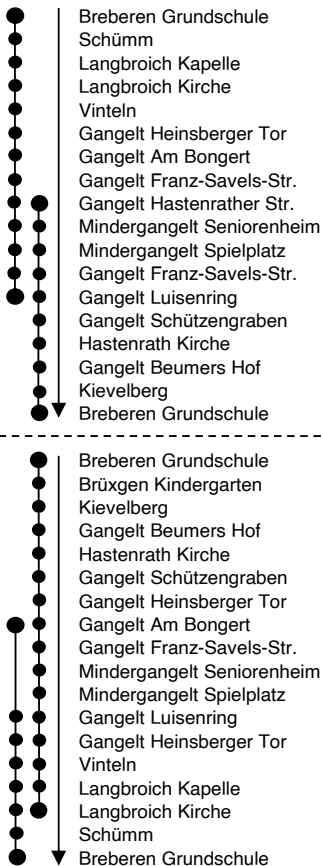 Breberen Grundschule
Schümm
Langbroich Kapelle
Langbroich Kirche
Vinteln
Gangelt Heinsberger Tor
Gangelt Am Bongert
Gangelt Franz-Savels-Str.
Gangelt Hastenrather Str.
Mindergangelt Seniorenheim
Mindergangelt Spielplatz
Gangelt Franz-Savels-Str.
Gangelt Luisenring
Gangelt Schützengraben
Hastenrath Kirche
Gangelt Beumers Hof
Kievelberg
Breberen Grundschule
Breberen Grundschule
Brüxgen Kindergarten
Kievelberg
Gangelt Beumers Hof
Hastenrath Kirche
Gangelt Schützengraben
Gangelt Heinsberger Tor
Gangelt Am Bongert
Gangelt Franz-Savels-Str.
Mindergangelt Seniorenheim
Mindergangelt Spielplatz
Gangelt Luisenring
Gangelt Heinsberger Tor
Vinteln
Langbroich Kapelle
Langbroich Kirche
Schümm
Breberen Grundschule